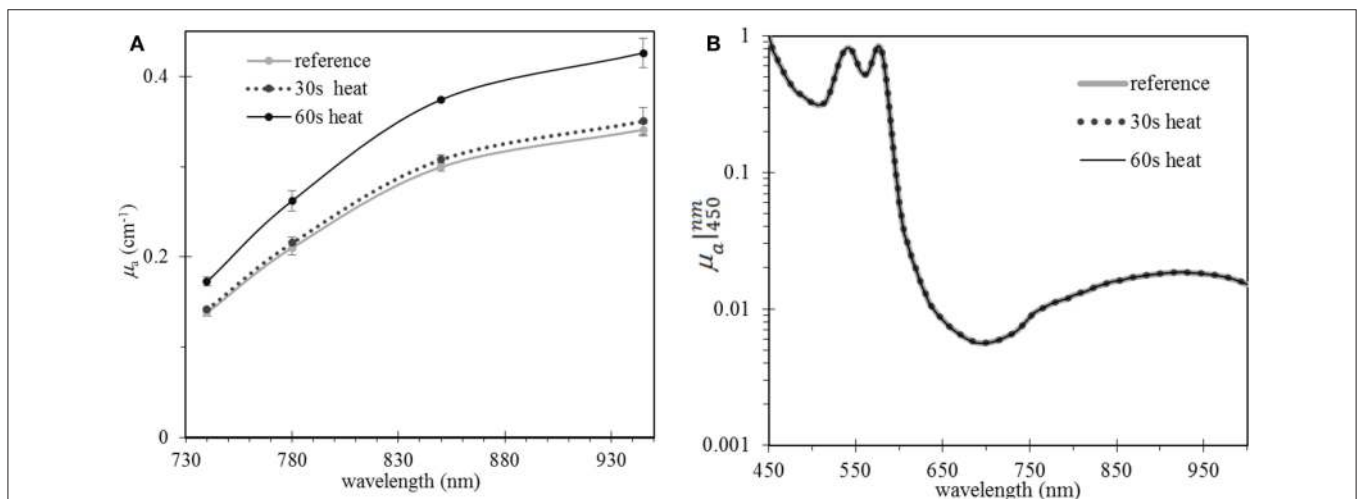 A
0.4
0.2
0
μa (cm-1)
reference
30s heat
60s heat
730 780 830 880 930
wavelength (nm)
B
1
0.1
0.01
0.001
μa|nm450
reference
30s heat
60s heat
450 550 650 750 850 950
wavelength (nm)